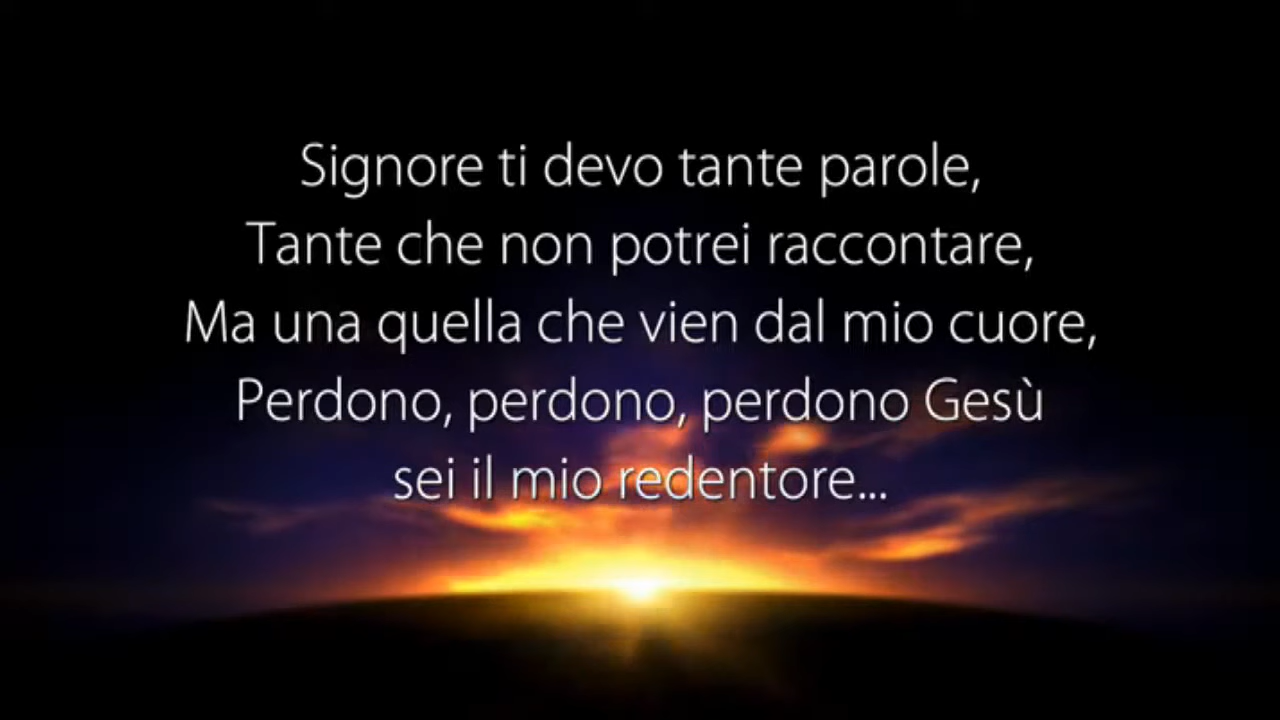 Signore ti devo tante parole,
Tante che non potrei raccontare,
Ma una quella che vien dal mio cuore,
Perdono, perdono, perdono Gesù
sei il mio redentore...